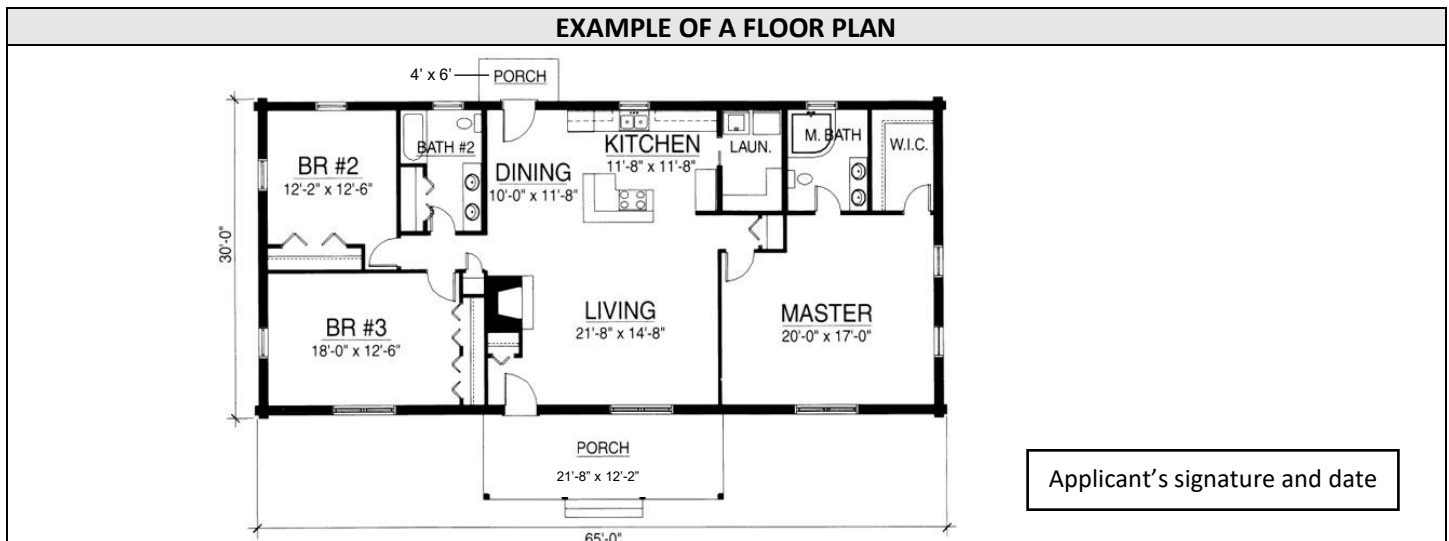 EXAMPLE OF A FLOOR PLAN
4’ x 6’ PORCH
BR #2
12'-2" x 12'-6"
BATH #2
DINING
10'-0" x 11'-8"
KITCHEN
11'-8" x 11'-8"
LAUN.
M. BATH
W.I.C.
30'-0"
BR #3
18'-0" x 12'-6"
LIVING
21'-8" x 14'-8"
MASTER
20'-0" x 17'-0"
PORCH
21'-8" x 12'-2"
Applicant’s signature and date
65'-0"